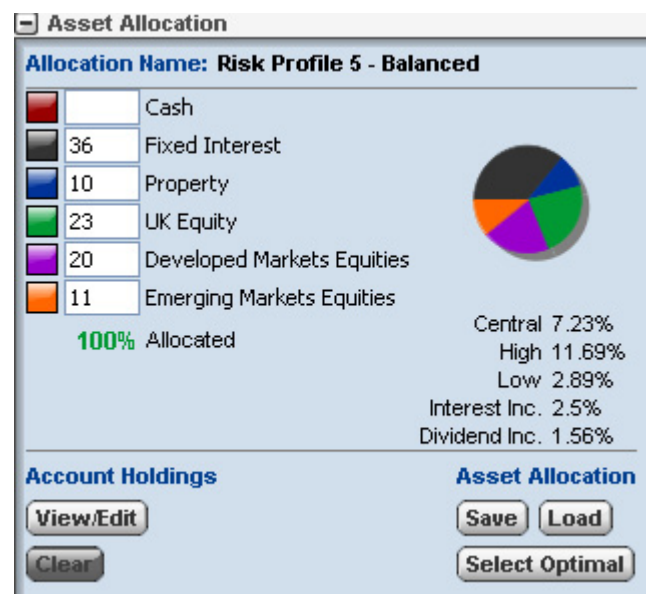 Asset Allocation
Allocation Name: Risk Profile 5 - Balanced
Cash
36 Fixed Interest
10 Property
23 UK Equity
20 Developed Markets Equities
11 Emerging Markets Equities
100% Allocated
Central 7.23%
High 11.69%
Low 2.89%
Interest Inc. 2.5%
Dividend Inc. 1.56%
Account Holdings Asset Allocation
View/Edit Save Load
Clear Select Optimal